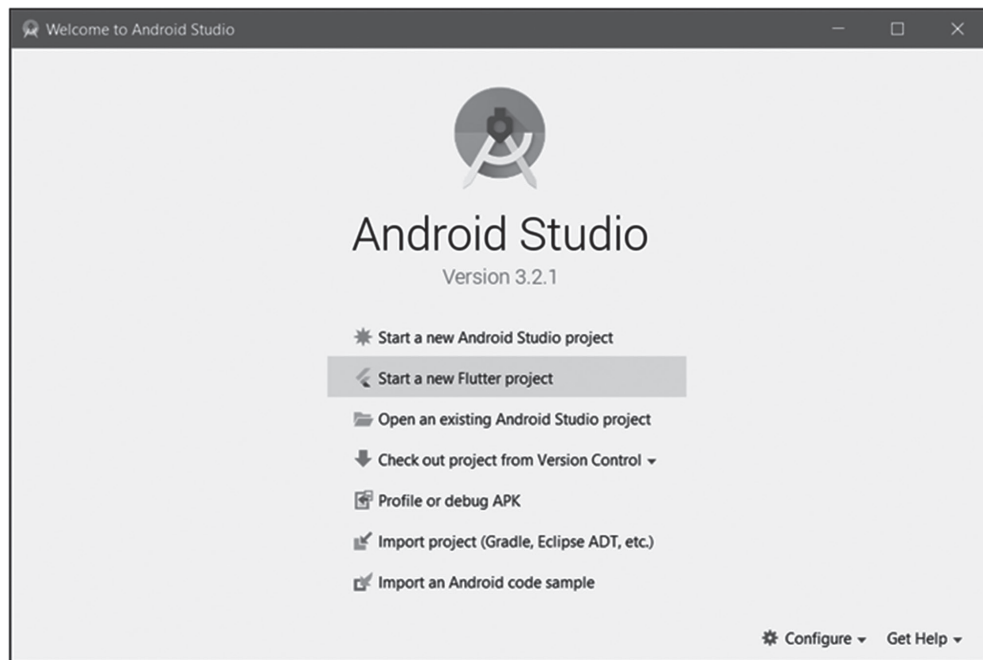 Welcome to Android Studio
Android Studio
Version 3.2.1
Start a new Android Studio project
Start a new Flutter project
Open an existing Android Studio project
Check out project from Version Control
Profile or debug APK
Import project (Gradle, Eclipse ADT, etc.)
Import an Android code sample
Configure Get Help